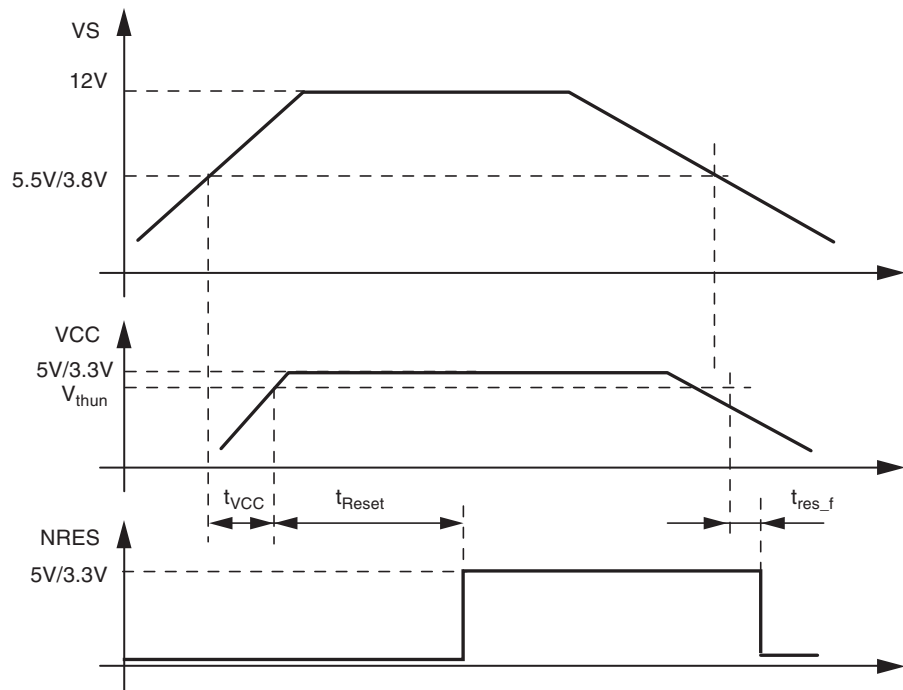 VS
12V
5.5V/3.8V
VCC
5V/3.3V
Vthun
tVCC
tReset
tres_f
NRES
5V/3.3V